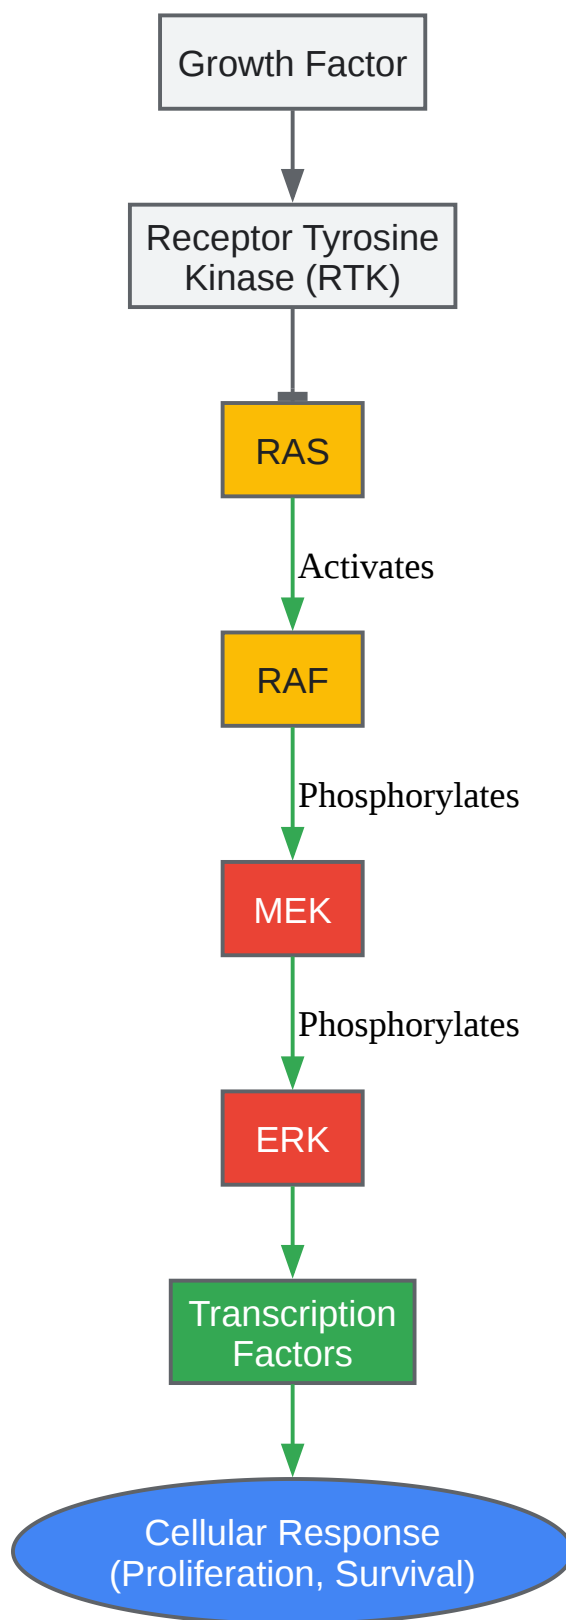 Growth Factor
Receptor Tyrosine
Kinase (RTK)
RAS
Activates
RAF
Phosphorylates
MEK
Phosphorylates
ERK
Transcription
Factors
Cellular Response
(Proliferation, Survival)